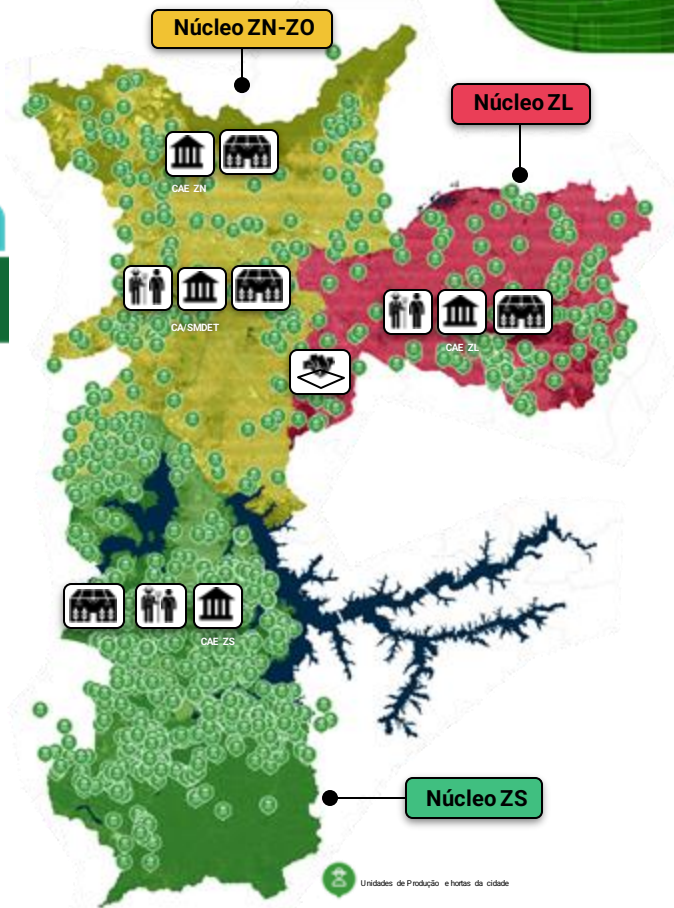 Núcleo ZN-ZO
Núcleo ZL
CAE ZN
CA/SMDET
CAE ZL
CAE ZS
Núcleo ZS
Unidades de Produção e hortas da cidade